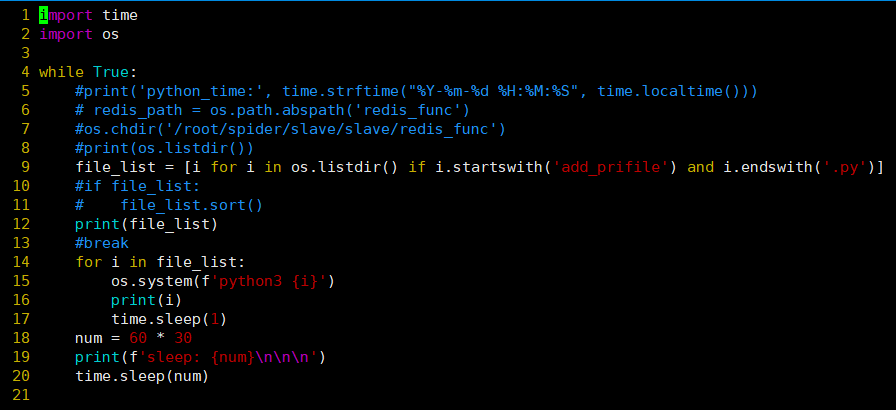 1 import time
2 import os
3
4 while True:
5     #print('python_time:', time.strftime("%Y-%m-%d %H:%M:%S", time.localtime()))
6     # redis_path = os.path.abspath('redis_func')
7     #os.chdir('/root/spider/slave/slave/redis_func')
8     #print(os.listdir())
9     file_list = [i for i in os.listdir() if i.startswith('add_prifile') and i.endswith('.py')]
10     #if file_list:
11     #    file_list.sort()
12     print(file_list)
13     #break
14     for i in file_list:
15         os.system(f'python3 {i}')
16         print(i)
17         time.sleep(1)
18     num = 60 * 30
19     print(f'sleep: {num}\n\n\n')
20     time.sleep(num)
21